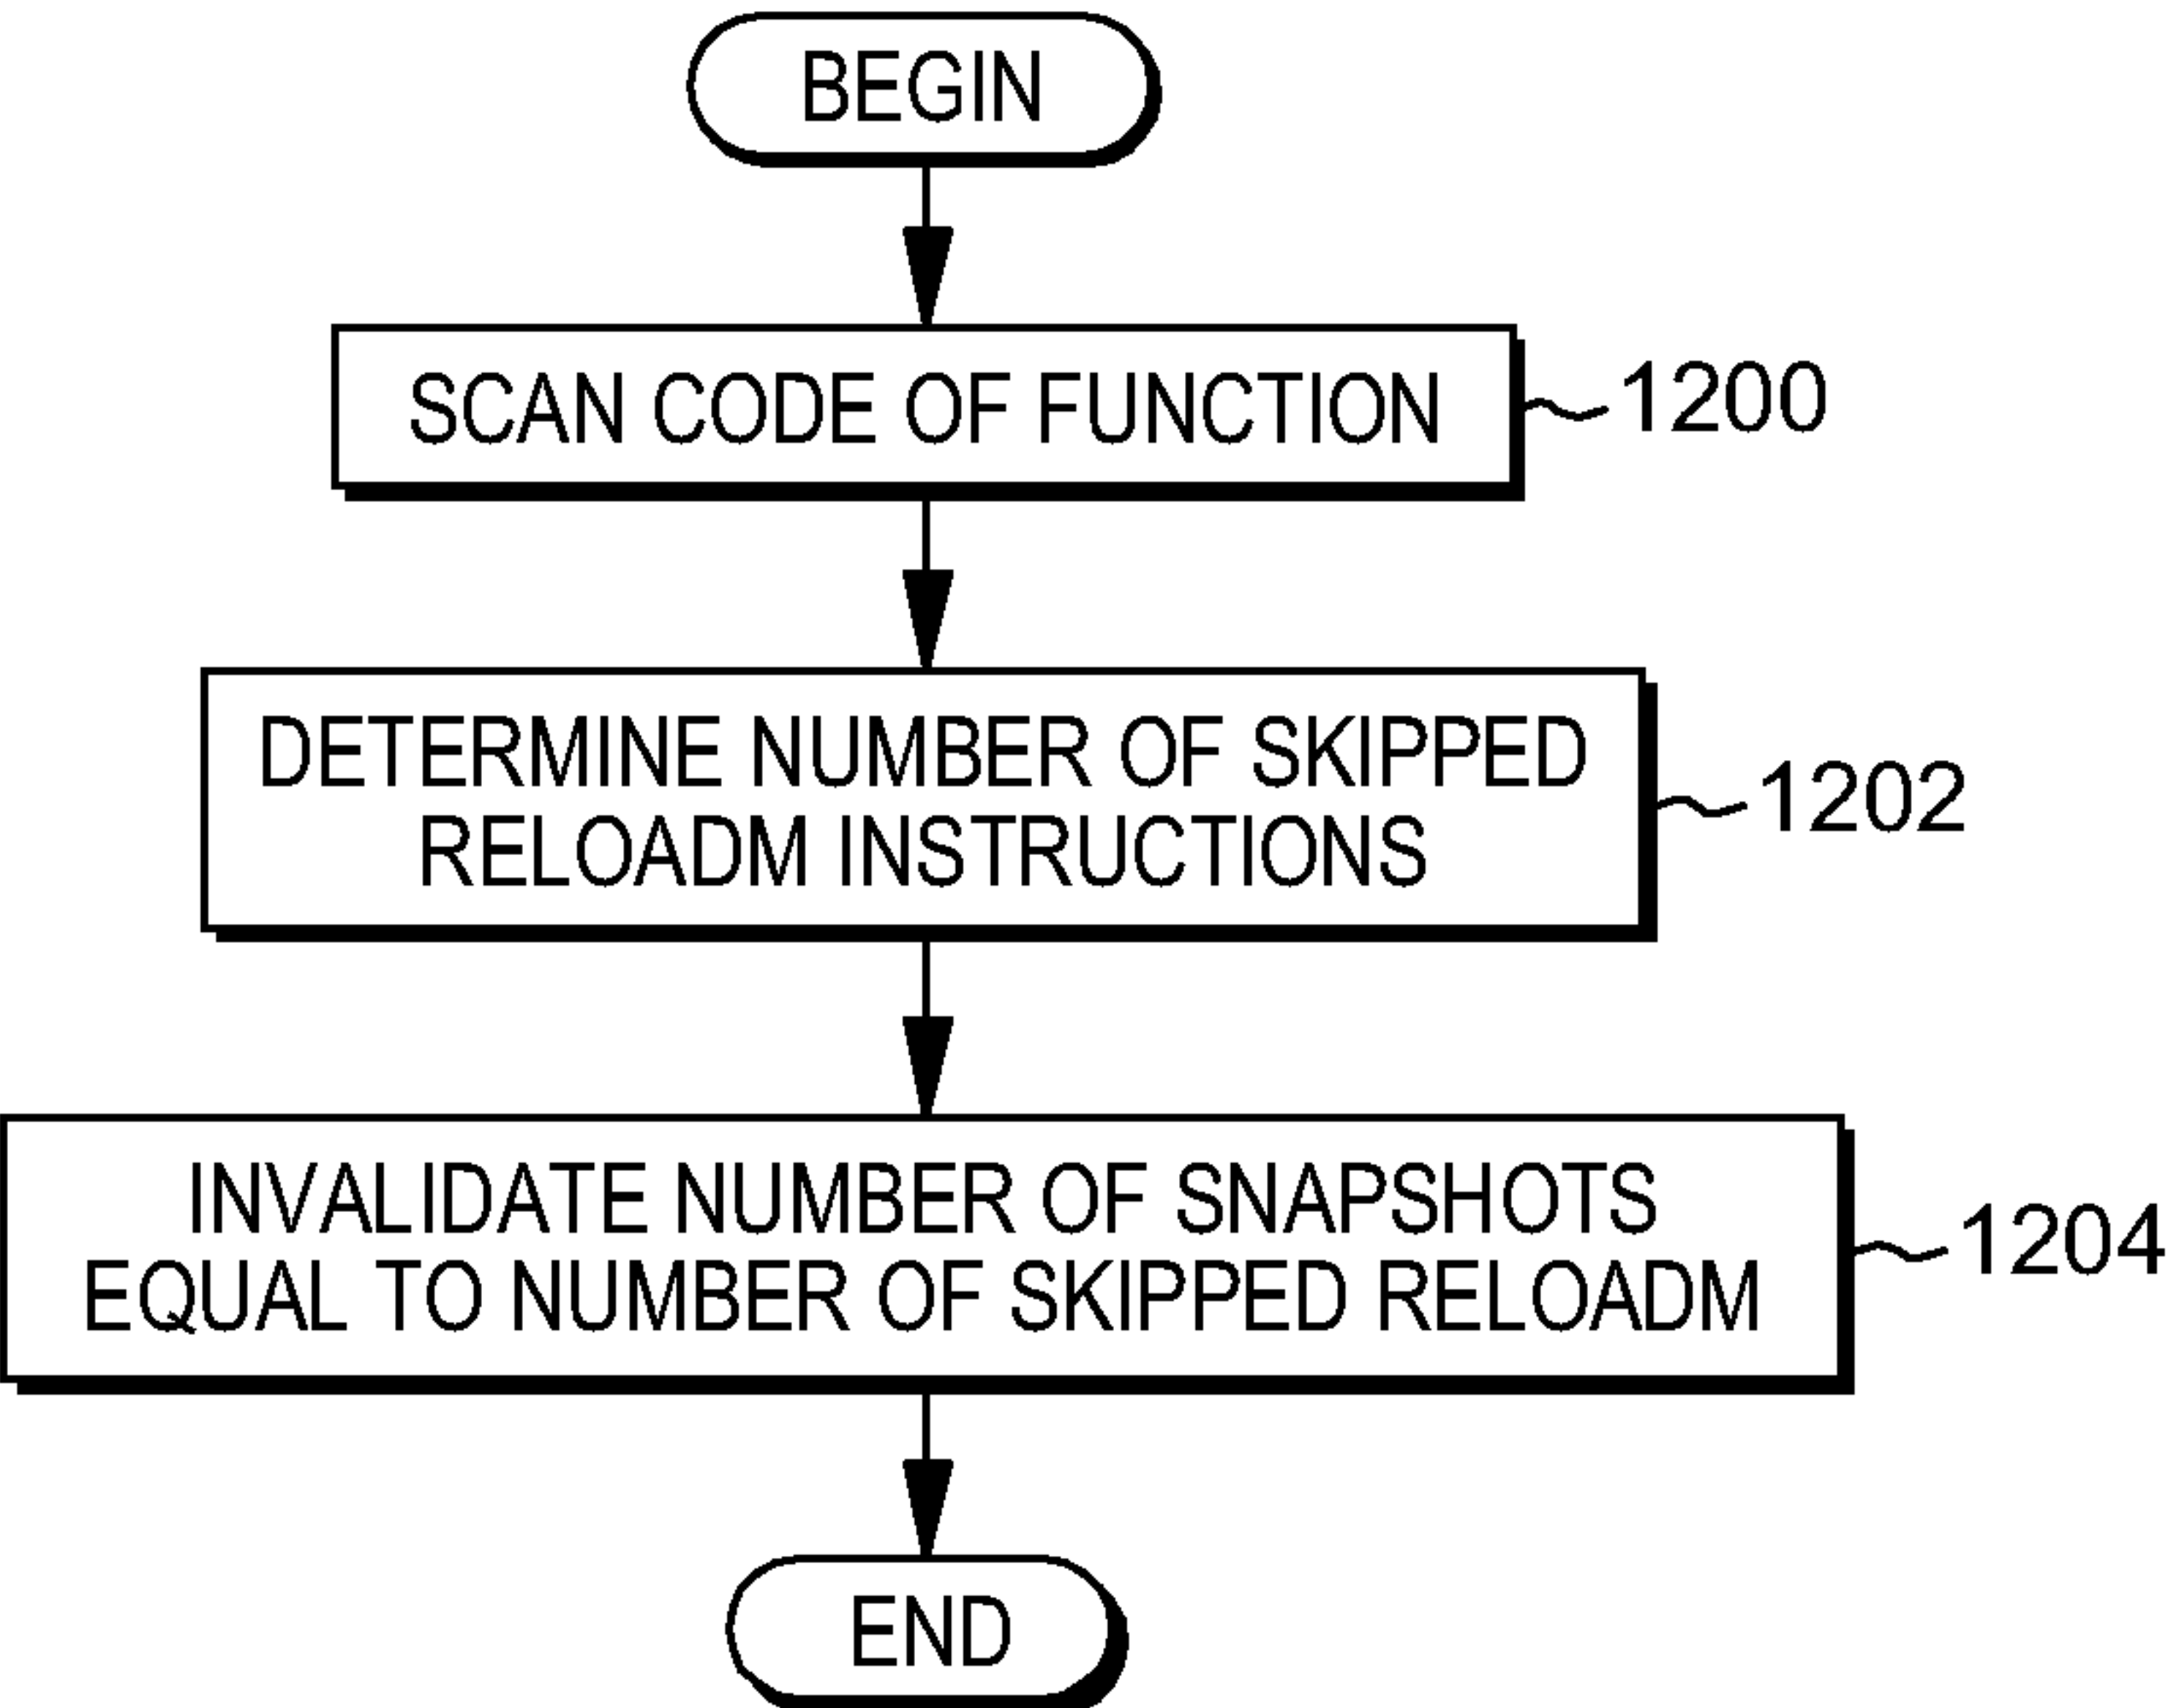 BEGIN
SCAN CODE OF FUNCTION
1200
DETERMINE NUMBER OF SKIPPED
RELOADM INSTRUCTIONS
1202
INVALIDATE NUMBER OF SNAPSHOTS
EQUAL TO NUMBER OF SKIPPED RELOADM
1204
END